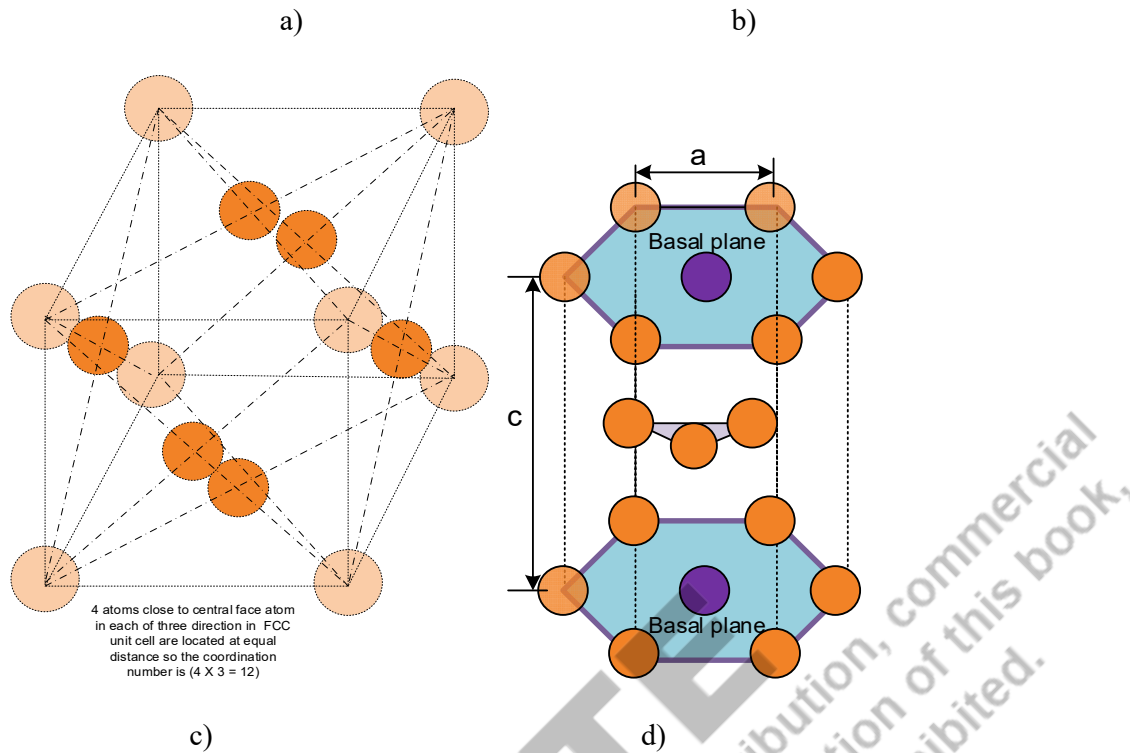 a)
b)
a
Basal plane
c
Basal plane
4 atoms close to central face atom
in each of three direction in  FCC
unit cell are located at equal
distance so the coordination
number is (4 X 3 = 12)
c)
d)
TE
ibution, commercial
tion of this book,
ibited.